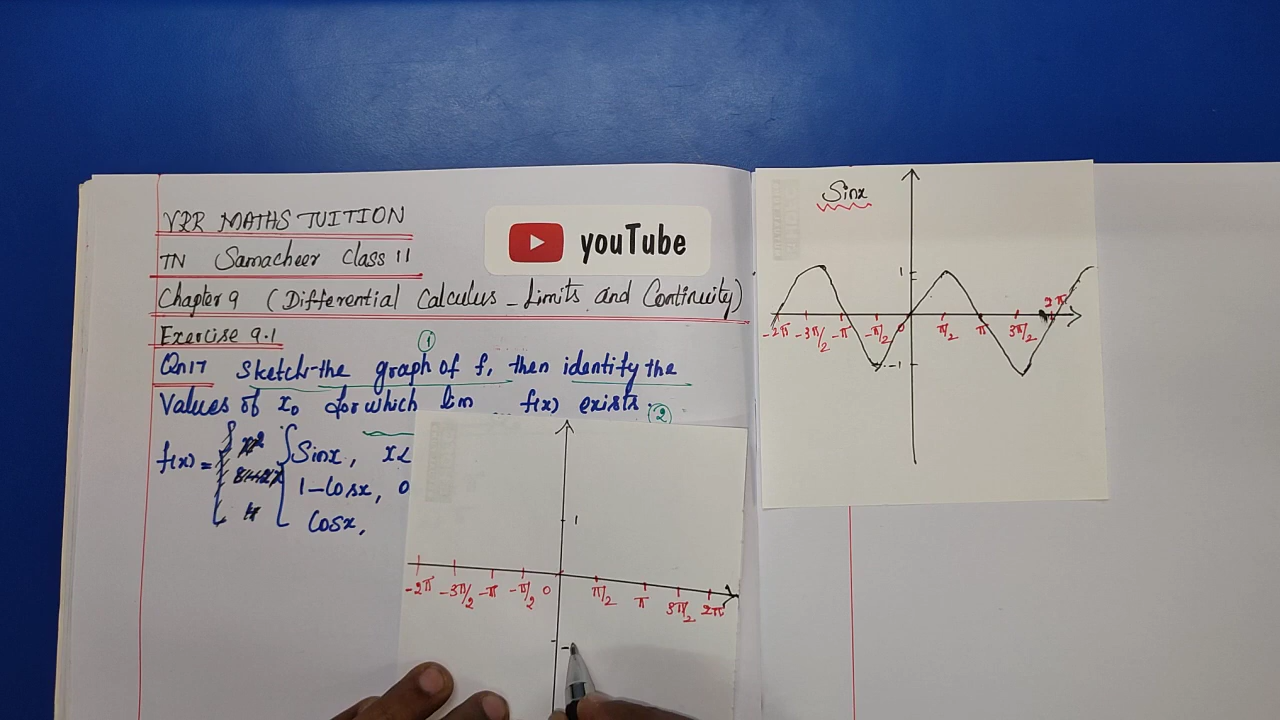 VRR MATHS TUITION
TN Samacheer Class 11
Chapter 9 (Differential Calculus - Limits and Continuity)
Exercise 9.1
①
Qn17 Sketch the graph of f, then identify the
Values of x₀ for which lim f(x) exists.
②
f(x) = { Sinx, x<
1-Cosx, 0
Cosx,
youTube
Sinx
1
-2π -3π/2 -π -π/2 0 π/2 π 3π/2 2π
-1
1
-2π -3π/2 -π -π/2 0 π/2 π 3π/2 2π
-